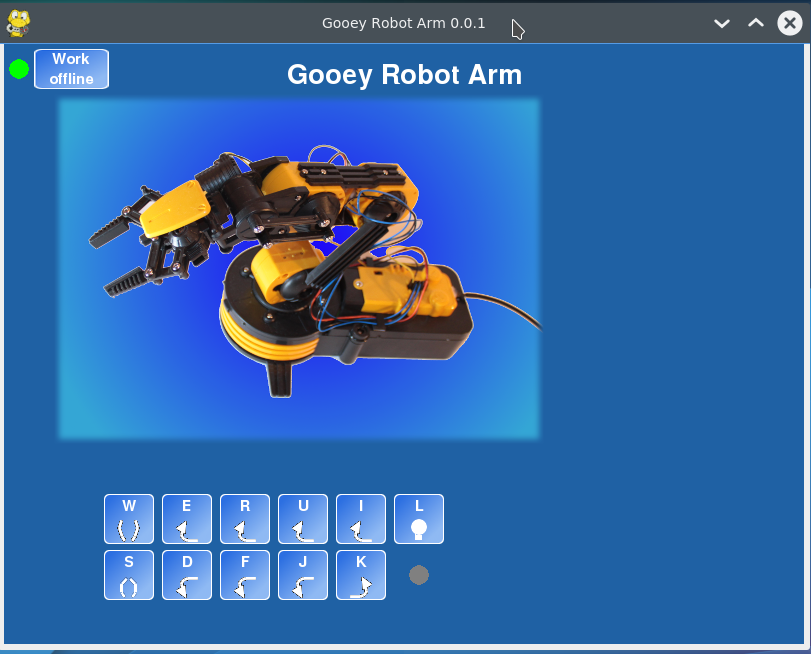 Gooey Robot Arm 0.0.1
Work
offline
Gooey Robot Arm
W E R U I L
S D F J K